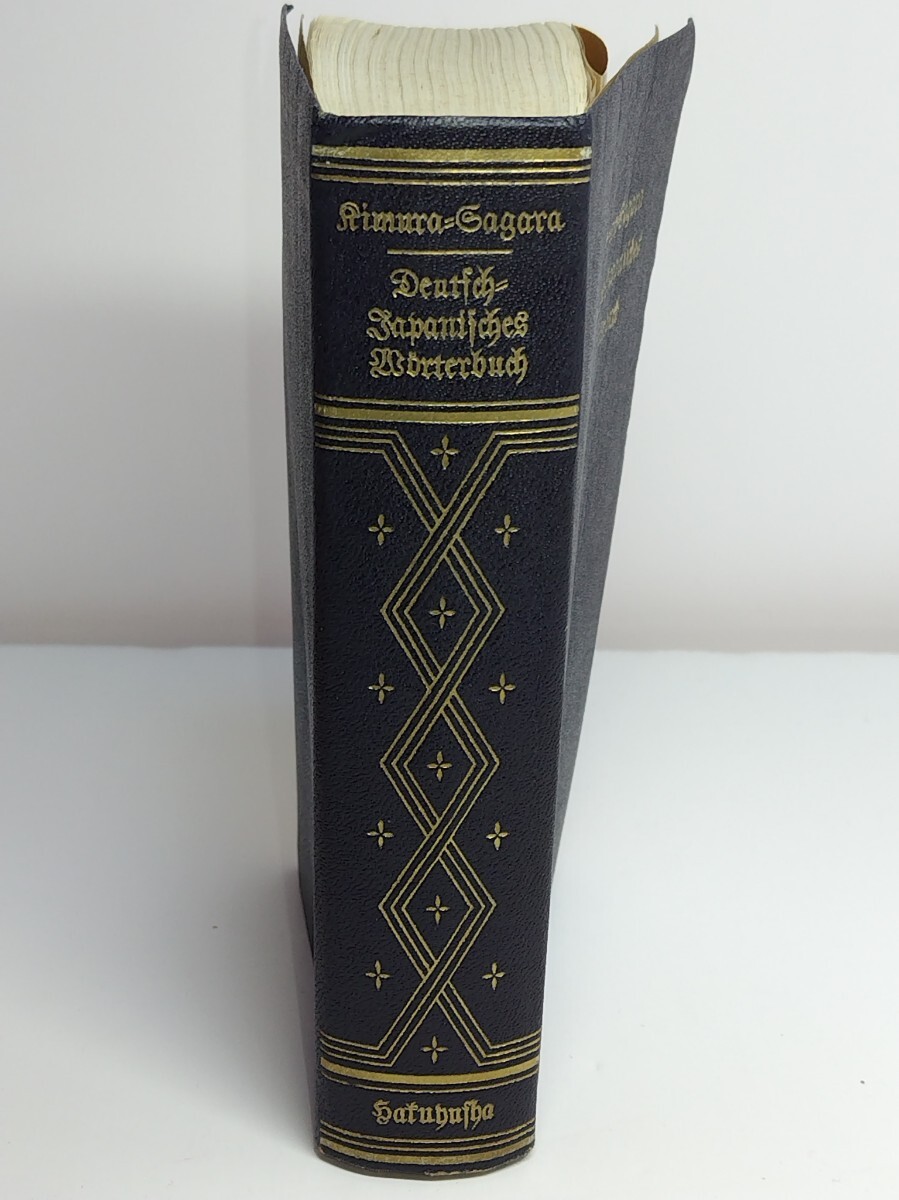 Kimura=Sagara
Deutsch=
Japanisches
Wörterbuch
Hakuyusha